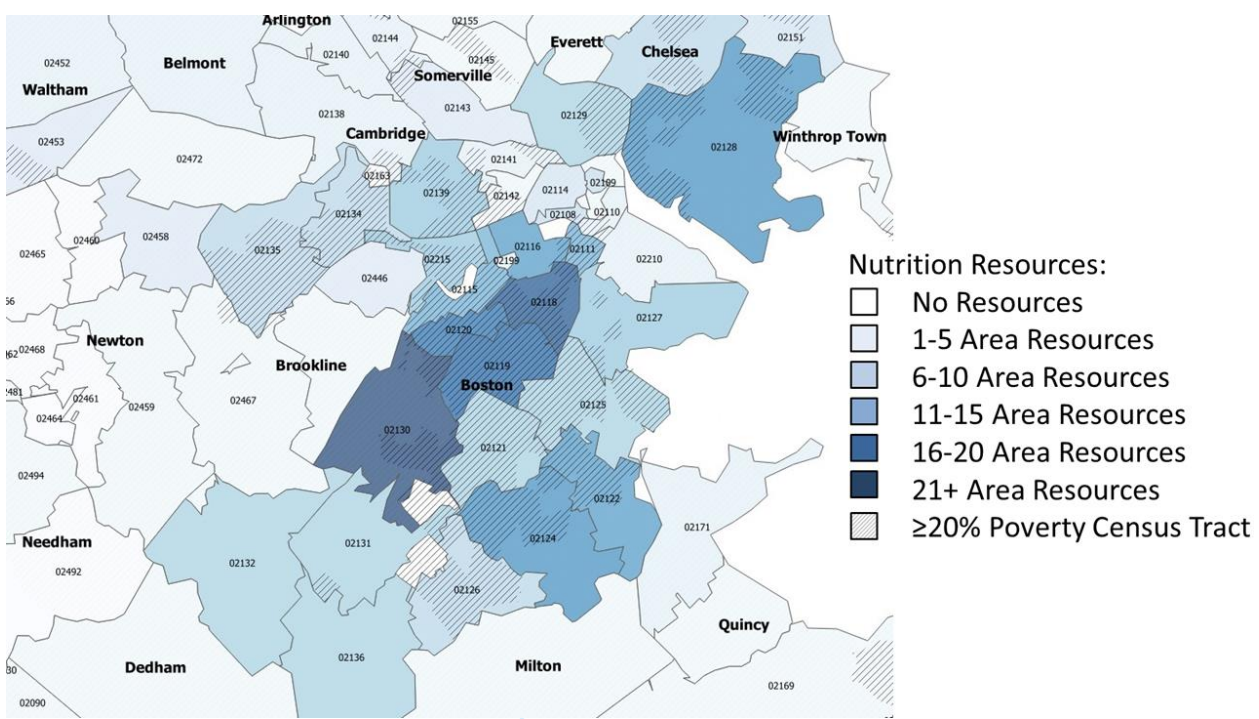 Arlington
02155
02144
02151
Everett
02140
Chelsea
02452
Belmont
02145
Somerville
Waltham
02143
02138
02129
Cambridge
Winthrop Town
02453
02128
02472
02141
02163
02109
02139
02114
02142
02134
02108
02110
02458
02460
02116
02135
02111
02465
02215
02199
02210
02446
02115
66
02118
02127
02120
Newton
02468
62
Brookline
02119
Boston
02481
02461
02467
02459
02125
02464
02130
02121
02494
02122
02171
Needham
02131
02124
02132
02492
02126
Quincy
02136
Dedham
Milton
30
02169
02090
Nutrition Resources:
No Resources
1-5 Area Resources
6-10 Area Resources
11-15 Area Resources
16-20 Area Resources
21+ Area Resources
≥20% Poverty Census Tract